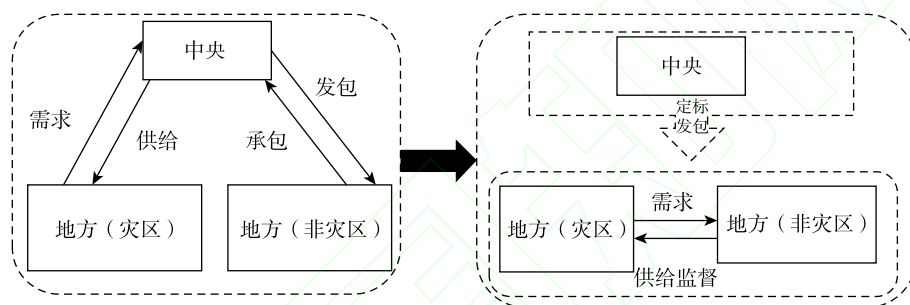 中央
需求
供给
发包
承包
地方（灾区）
地方（非灾区）
中央
定标
发包
地方（灾区）
需求
供给监督
地方（非灾区）